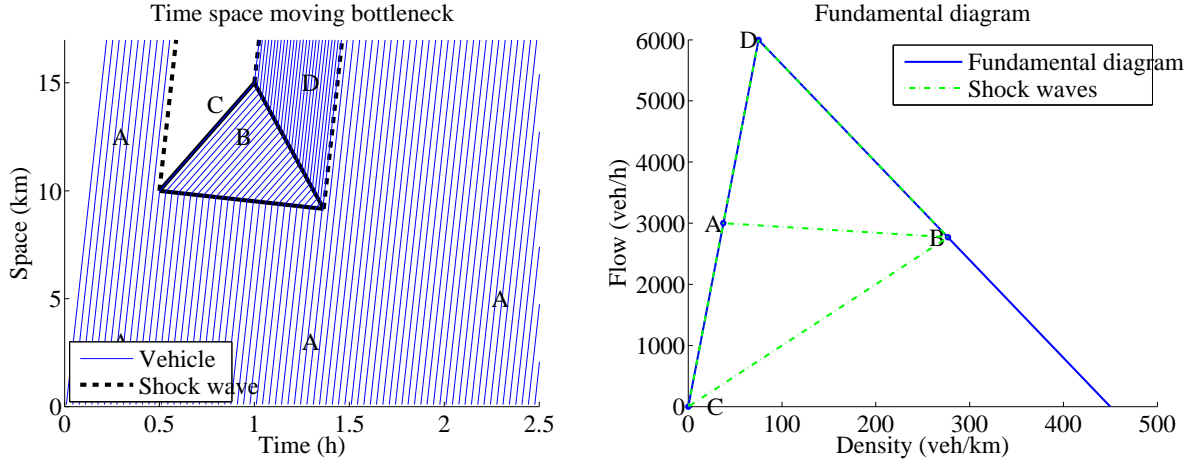 Time space moving bottleneck
Space (km)
15
10
5
0
A
C
D
B
A
A
A
Vehicle
Shock wave
0
0.5
1
1.5
2
2.5
Time (h)
Fundamental diagram
Flow (veh/h)
6000
5000
4000
3000
2000
1000
0
D
A
B
C
Fundamental diagram
Shock waves
0
100
200
300
400
500
Density (veh/km)